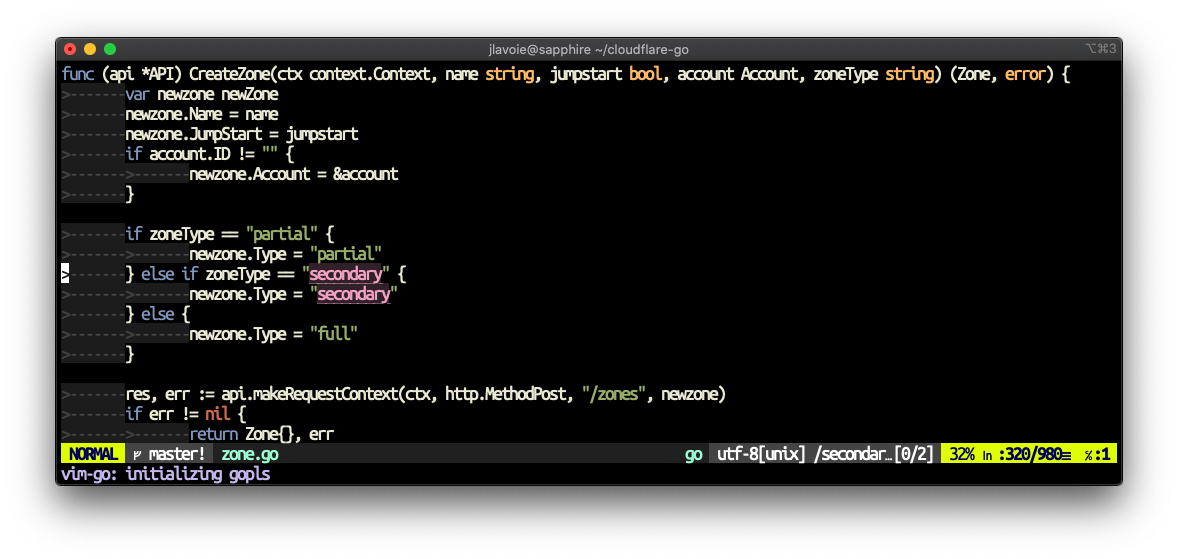 jlavoie@sapphire ~/cloudflare-go ⌥⌘3
func (api *API) CreateZone(ctx context.Context, name string, jumpstart bool, account Account, zoneType string) (Zone, error) {
>-------var newzone newZone
>-------newzone.Name = name
>-------newzone.JumpStart = jumpstart
>-------if account.ID != "" {
>------->-------newzone.Account = &account
>-------}
>-------if zoneType == "partial" {
>------->-------newzone.Type = "partial"
>-------} else if zoneType == "secondary" {
>------->-------newzone.Type = "secondary"
>-------} else {
>------->-------newzone.Type = "full"
>-------}
>-------res, err := api.makeRequestContext(ctx, http.MethodPost, "/zones", newzone)
>-------if err != nil {
>------->-------return Zone{}, err
NORMAL master! zone.go go utf-8[unix] /secondar…[0/2] 32% ln :320/980≡ %:1
vim-go: initializing gopls